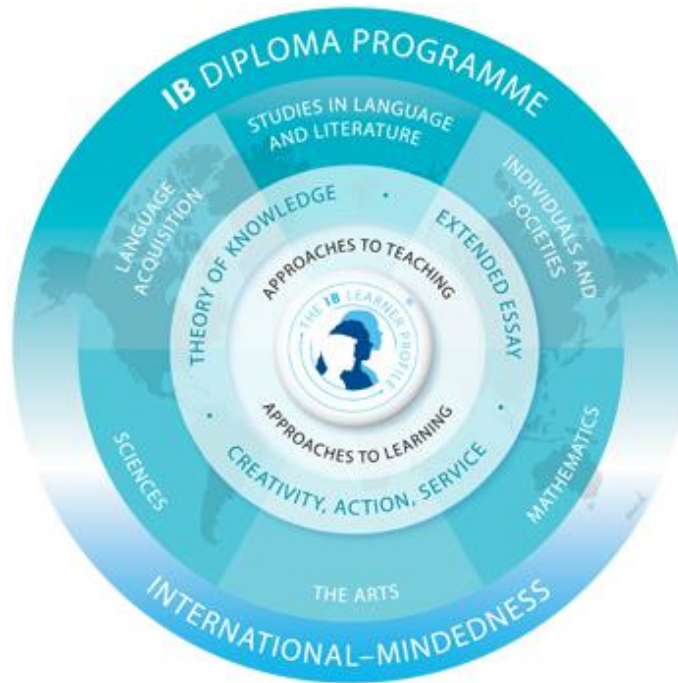 IB DIPLOMA PROGRAMME
STUDIES IN LANGUAGE
AND LITERATURE
LANGUAGE
ACQUISITION
INDIVIDUALS AND
SOCIETIES
THEORY OF KNOWLEDGE
EXTENDED ESSAY
APPROACHES TO TEACHING
THE IB LEARNER PROFILE
®
APPROACHES TO LEARNING
CREATIVITY, ACTION, SERVICE
SCIENCES
MATHEMATICS
THE ARTS
INTERNATIONAL–MINDEDNESS